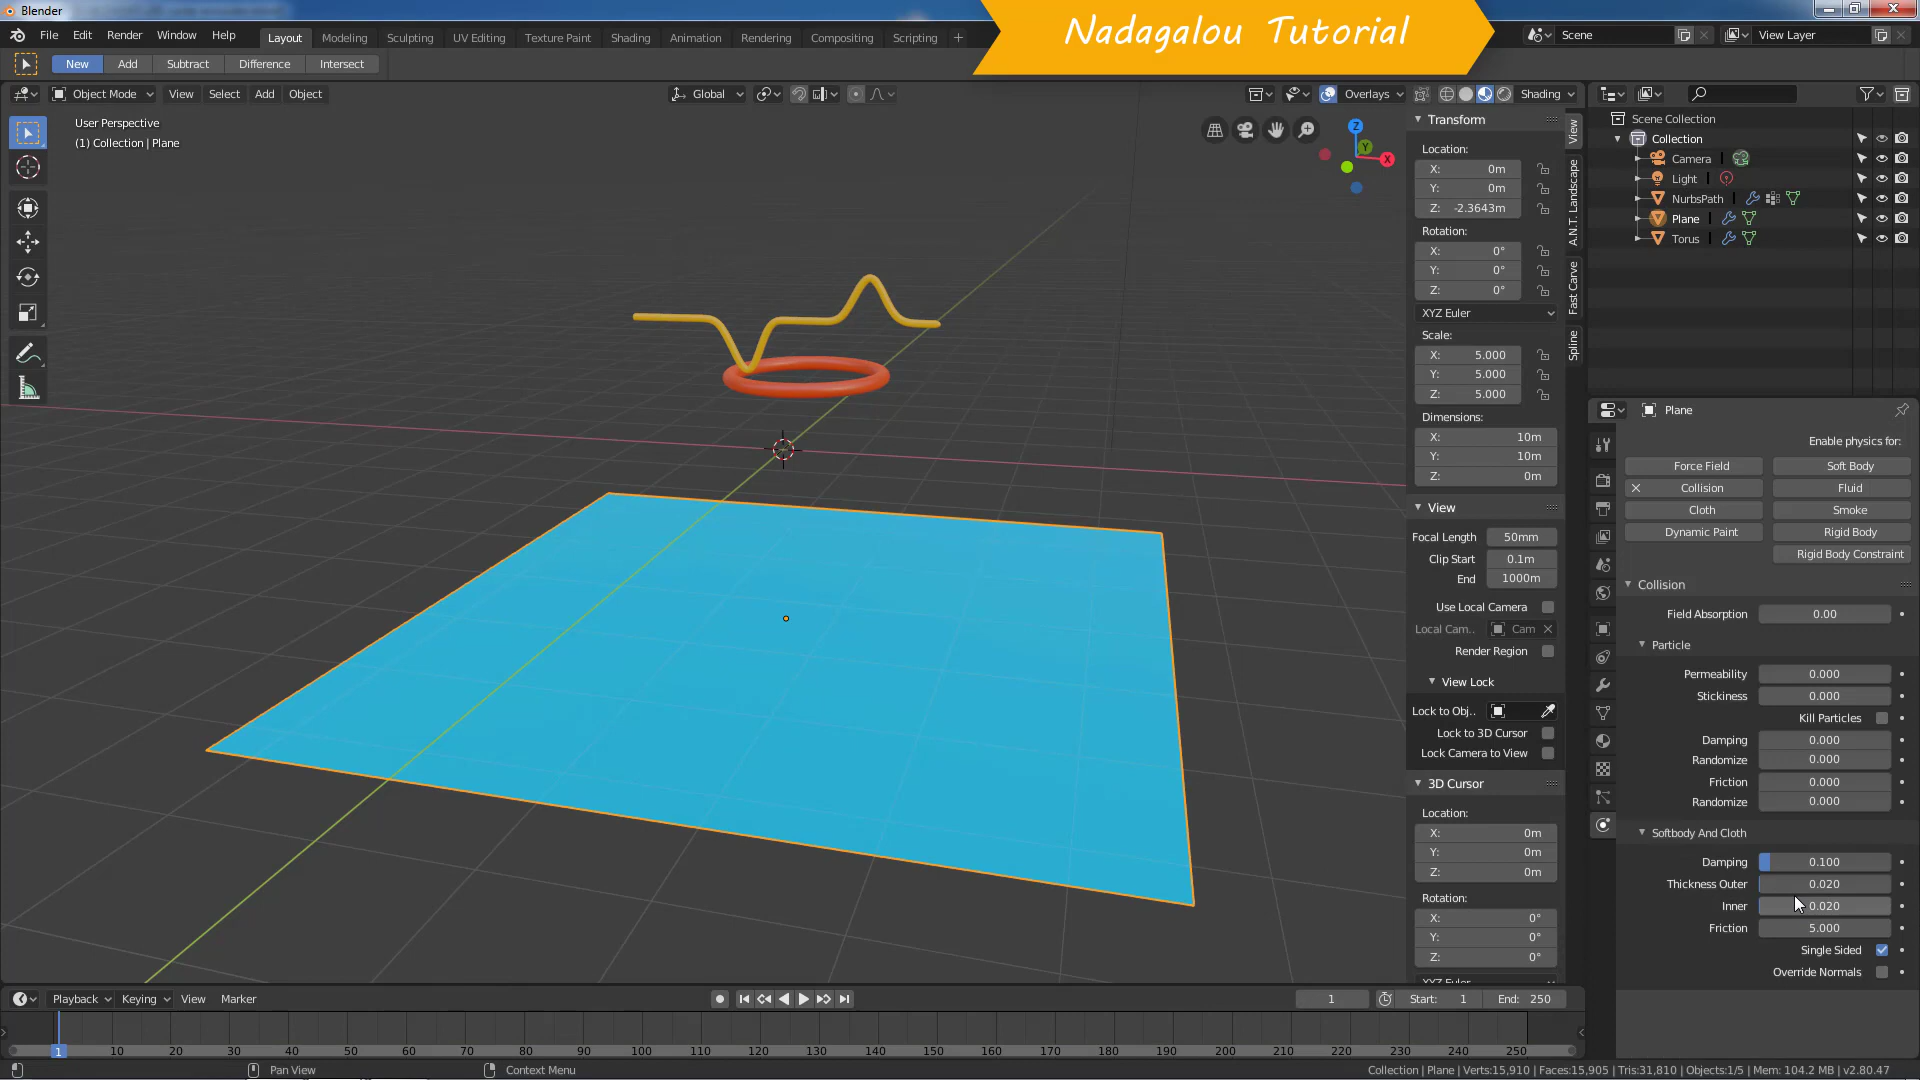 Blender
Nadagalou Tutorial
File Edit Render Window Help Layout Modeling Sculpting UV Editing Texture Paint Shading Animation Rendering Compositing Scripting + Scene View Layer
New Add Subtract Difference Intersect
Object Mode View Select Add Object Global Overlays Shading
User Perspective
(1) Collection | Plane
Z
Y
X
Transform
Location:
X: 0m
Y: 0m
Z: -2.3643m
Rotation:
X: 0°
Y: 0°
Z: 0°
XYZ Euler
Scale:
X: 5.000
Y: 5.000
Z: 5.000
Dimensions:
X: 10m
Y: 10m
Z: 0m
View
Focal Length 50mm
Clip Start 0.1m
End 1000m
Use Local Camera
Local Cam.. Cam
Render Region
View Lock
Lock to Obj..
Lock to 3D Cursor
Lock Camera to View
3D Cursor
Location:
X: 0m
Y: 0m
Z: 0m
Rotation:
X: 0°
Y: 0°
Z: 0°
XYZ Euler
View
A.N.T. Landscape
Fast Carve
Spline
Scene Collection
Collection
Camera
Light
NurbsPath
Plane
Torus
Plane
Enable physics for:
Force Field Soft Body
Collision Fluid
Cloth Smoke
Dynamic Paint Rigid Body
Rigid Body Constraint
Collision
Field Absorption 0.00
Particle
Permeability 0.000
Stickiness 0.000
Kill Particles
Damping 0.000
Randomize 0.000
Friction 0.000
Randomize 0.000
Softbody And Cloth
Damping 0.100
Thickness Outer 0.020
Inner 0.020
Friction 5.000
Single Sided
Override Normals
Playback Keying View Marker 1 Start: 1 End: 250
1 10 20 30 40 50 60 70 80 90 100 110 120 130 140 150 160 170 180 190 200 210 220 230 240 250
Pan View Context Menu Collection | Plane | Verts:15,910 | Faces:15,905 | Tris:31,810 | Objects:1/5 | Mem: 104.2 MB | v2.80.47